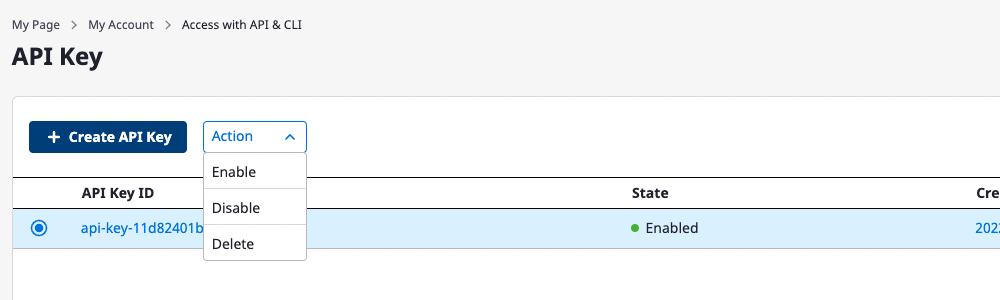 My Page > My Account > Access with API & CLI
API Key
+ Create API Key
Action
Enable
Disable
Delete
API Key ID State Cre
api-key-11d82401b Enabled 202